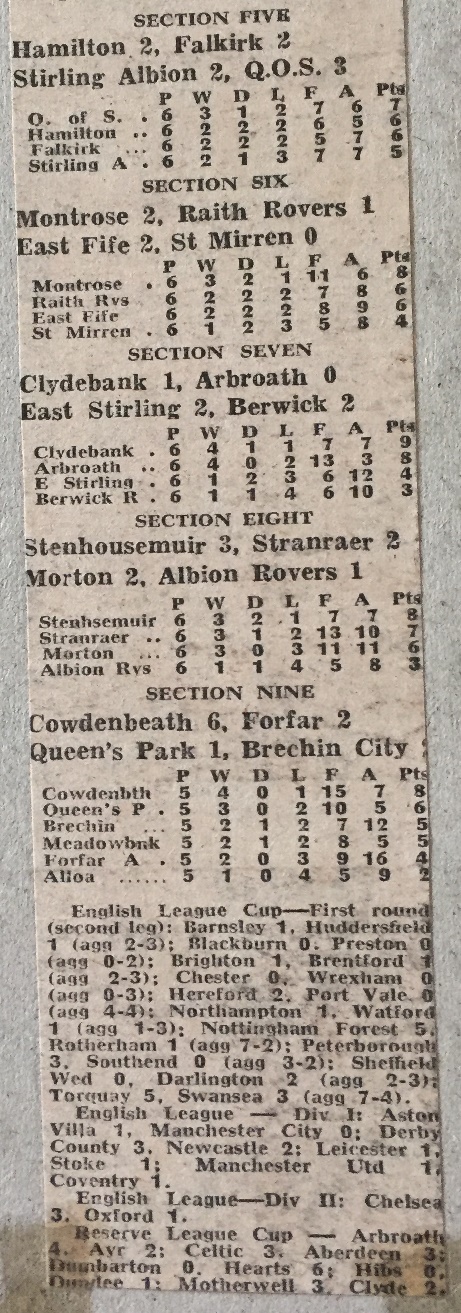 SECTION FIVE
Hamilton 2, Falkirk 2
Stirling Albion 2, Q.O.S. 3
P W D L F A Pts
Q. of S. . 6 3 1 2 7 6 7
Hamilton .. 6 2 2 2 6 5 6
Falkirk ... 6 2 2 2 5 7 6
Stirling A . 6 2 1 3 7 7 5
SECTION SIX
Montrose 2, Raith Rovers 1
East Fife 2, St Mirren 0
P W D L F A Pts
Montrose . 6 3 2 1 11 6 8
Raith Rvs 6 2 2 2 7 8 6
East Fife 6 2 2 2 8 9 6
St Mirren . 6 1 2 3 5 8 4
SECTION SEVEN
Clydebank 1, Arbroath 0
East Stirling 2, Berwick 2
P W D L F A Pts
Clydebank . 6 4 1 1 7 7 9
Arbroath .. 6 4 0 2 13 3 8
E Stirling . 6 1 2 3 6 12 4
Berwick R . 6 1 1 4 6 10 3
SECTION EIGHT
Stenhousemuir 3, Stranraer 2
Morton 2, Albion Rovers 1
P W D L F A Pts
Stenhsemuir 6 3 2 1 7 7 8
Stranraer .. 6 3 1 2 13 10 7
Morton ... 6 3 0 3 11 11 6
Albion Rvs 6 1 1 4 5 8 3
SECTION NINE
Cowdenbeath 6, Forfar 2
Queen's Park 1, Brechin City
P W D L F A Pts
Cowdenbth 5 4 0 1 15 7 8
Queen's P . 5 3 0 2 10 5 6
Brechin ... 5 2 1 2 7 12 5
Meadowbnk 5 2 1 2 8 5 5
Forfar A . 5 2 0 3 9 16 4
Alloa ...... 5 1 0 4 5 9 2
English League Cup—First round
(second leg): Barnsley 1, Huddersfield
1 (agg 2-3); Blackburn 0, Preston 0
(agg 0-2); Brighton 1, Brentford 1
(agg 2-3); Chester 0, Wrexham 0
(agg 0-3); Hereford 2, Port Vale 0
(agg 4-4); Northampton 1, Watford
1 (agg 1-3); Nottingham Forest 5,
Rotherham 1 (agg 7-2); Peterborough
3, Southend 0 (agg 3-2); Sheffield
Wed 0, Darlington 2 (agg 2-3);
Torquay 5, Swansea 3 (agg 7-4).
English League — Div I: Aston
Villa 1, Manchester City 0; Derby
County 3, Newcastle 2; Leicester 1,
Stoke 1; Manchester Utd 1,
Coventry 1.
English League—Div II: Chelsea
3, Oxford 1.
Reserve League Cup — Arbroath
4, Ayr 2; Celtic 3, Aberdeen 3;
Dumbarton 0, Hearts 6; Hibs 0,
Dundee 1; Motherwell 3, Clyde 2.